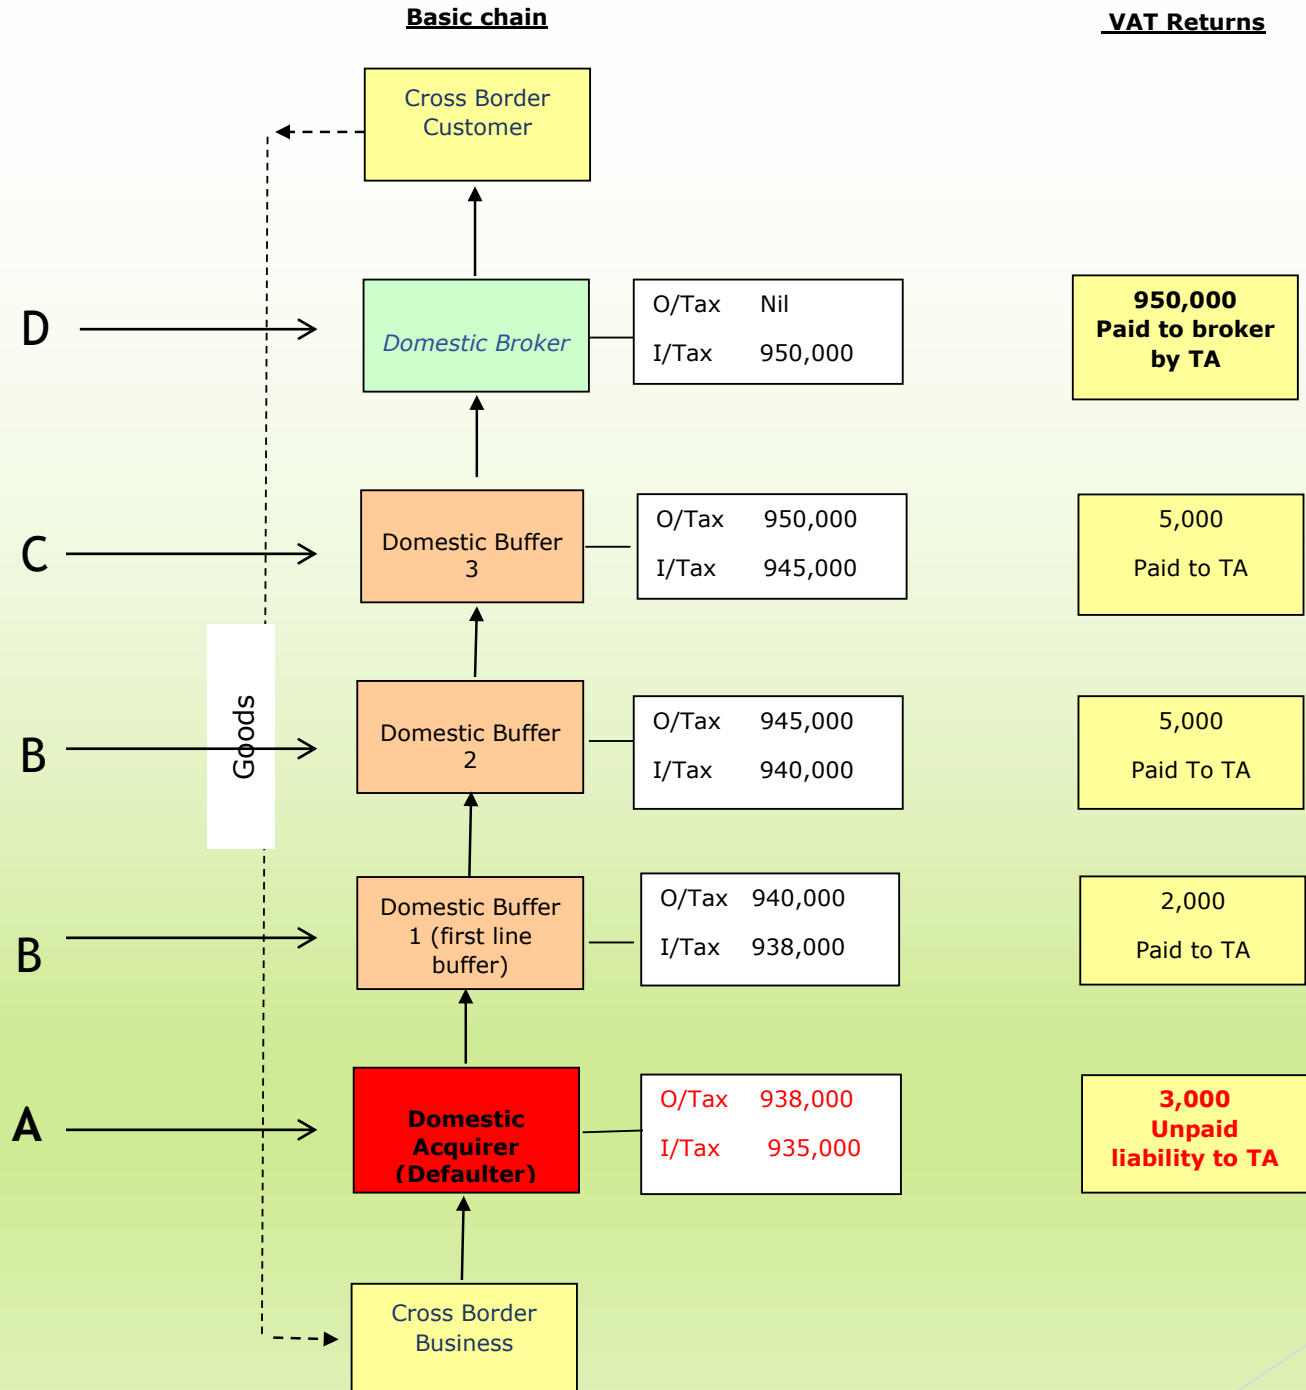 Basic chain
VAT Returns
Cross Border
Customer
D
Domestic Broker
O/Tax Nil
I/Tax 950,000
950,000
Paid to broker
by TA
C
Domestic Buffer
3
O/Tax 950,000
I/Tax 945,000
5,000
Paid to TA
Goods
B
Domestic Buffer
2
O/Tax 945,000
I/Tax 940,000
5,000
Paid To TA
B
Domestic Buffer
1 (first line
buffer)
O/Tax 940,000
I/Tax 938,000
2,000
Paid to TA
A
Domestic
Acquirer
(Defaulter)
O/Tax 938,000
I/Tax 935,000
3,000
Unpaid
liability to TA
Cross Border
Business